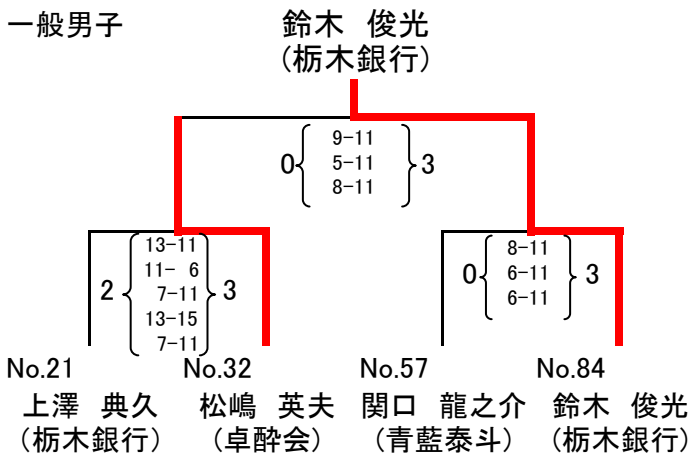 一般男子
鈴木 俊光
(栃木銀行)
9-11
0 5-11 3
8-11
13-11
11- 6
2 7-11 3
13-15
7-11
8-11
0 6-11 3
6-11
No.21 No.32 No.57 No.84
上澤 典久 松嶋 英夫 関口 龍之介 鈴木 俊光
(栃木銀行) (卓酔会) (青藍泰斗) (栃木銀行)